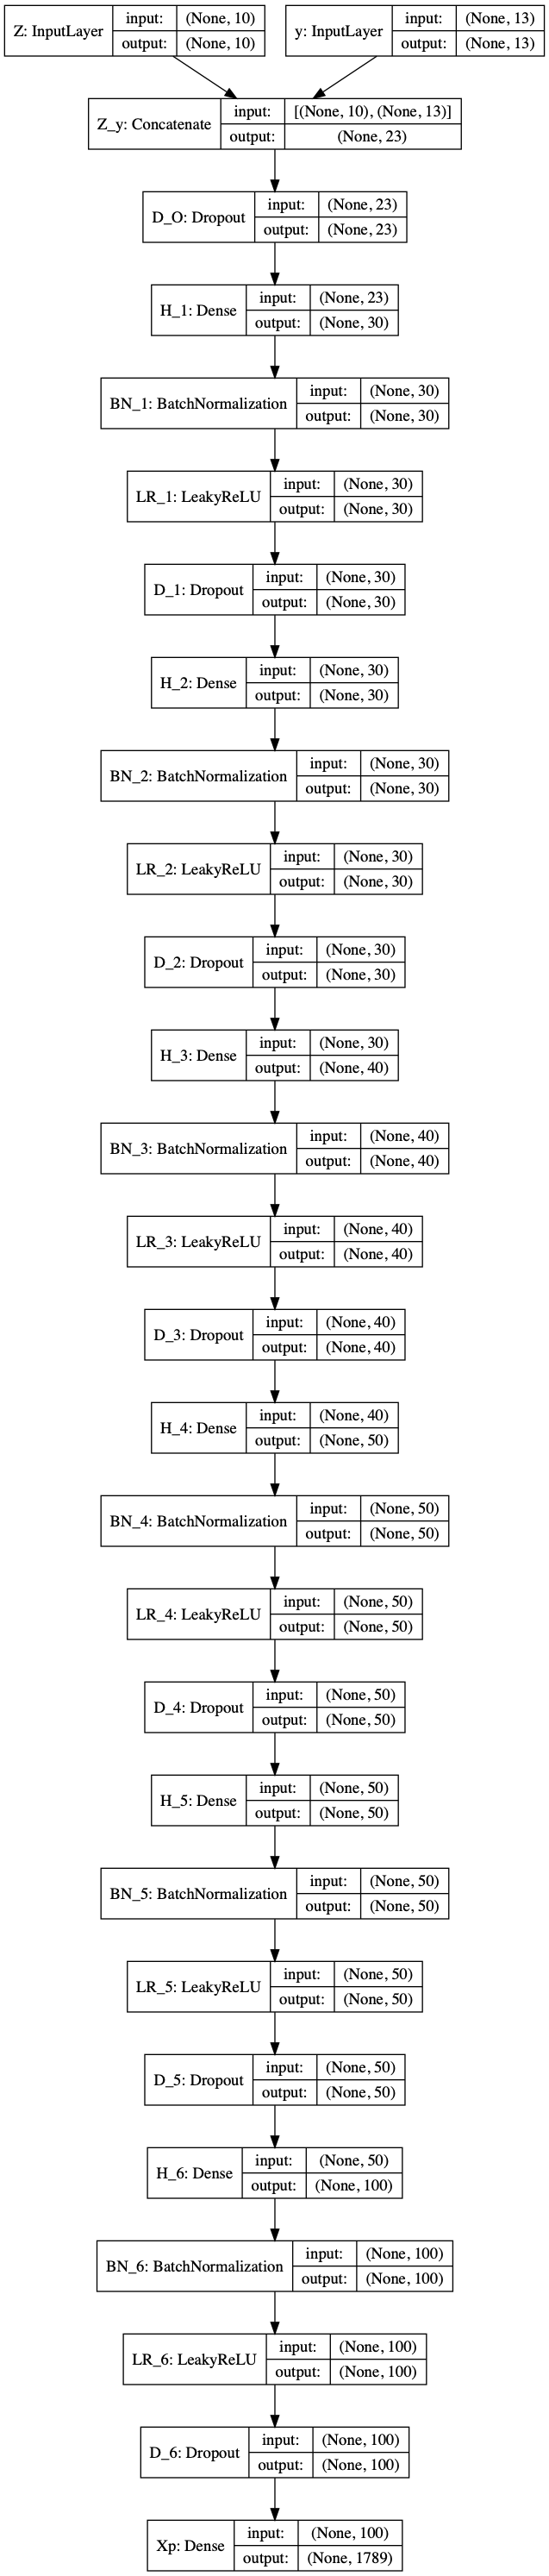 Z: InputLayer input: (None, 10)
output: (None, 10)
y: InputLayer input: (None, 13)
output: (None, 13)
Z_y: Concatenate input: [(None, 10), (None, 13)]
output: (None, 23)
D_O: Dropout input: (None, 23)
output: (None, 23)
H_1: Dense input: (None, 23)
output: (None, 30)
BN_1: BatchNormalization input: (None, 30)
output: (None, 30)
LR_1: LeakyReLU input: (None, 30)
output: (None, 30)
D_1: Dropout input: (None, 30)
output: (None, 30)
H_2: Dense input: (None, 30)
output: (None, 30)
BN_2: BatchNormalization input: (None, 30)
output: (None, 30)
LR_2: LeakyReLU input: (None, 30)
output: (None, 30)
D_2: Dropout input: (None, 30)
output: (None, 30)
H_3: Dense input: (None, 30)
output: (None, 40)
BN_3: BatchNormalization input: (None, 40)
output: (None, 40)
LR_3: LeakyReLU input: (None, 40)
output: (None, 40)
D_3: Dropout input: (None, 40)
output: (None, 40)
H_4: Dense input: (None, 40)
output: (None, 50)
BN_4: BatchNormalization input: (None, 50)
output: (None, 50)
LR_4: LeakyReLU input: (None, 50)
output: (None, 50)
D_4: Dropout input: (None, 50)
output: (None, 50)
H_5: Dense input: (None, 50)
output: (None, 50)
BN_5: BatchNormalization input: (None, 50)
output: (None, 50)
LR_5: LeakyReLU input: (None, 50)
output: (None, 50)
D_5: Dropout input: (None, 50)
output: (None, 50)
H_6: Dense input: (None, 50)
output: (None, 100)
BN_6: BatchNormalization input: (None, 100)
output: (None, 100)
LR_6: LeakyReLU input: (None, 100)
output: (None, 100)
D_6: Dropout input: (None, 100)
output: (None, 100)
Xp: Dense input: (None, 100)
output: (None, 1789)